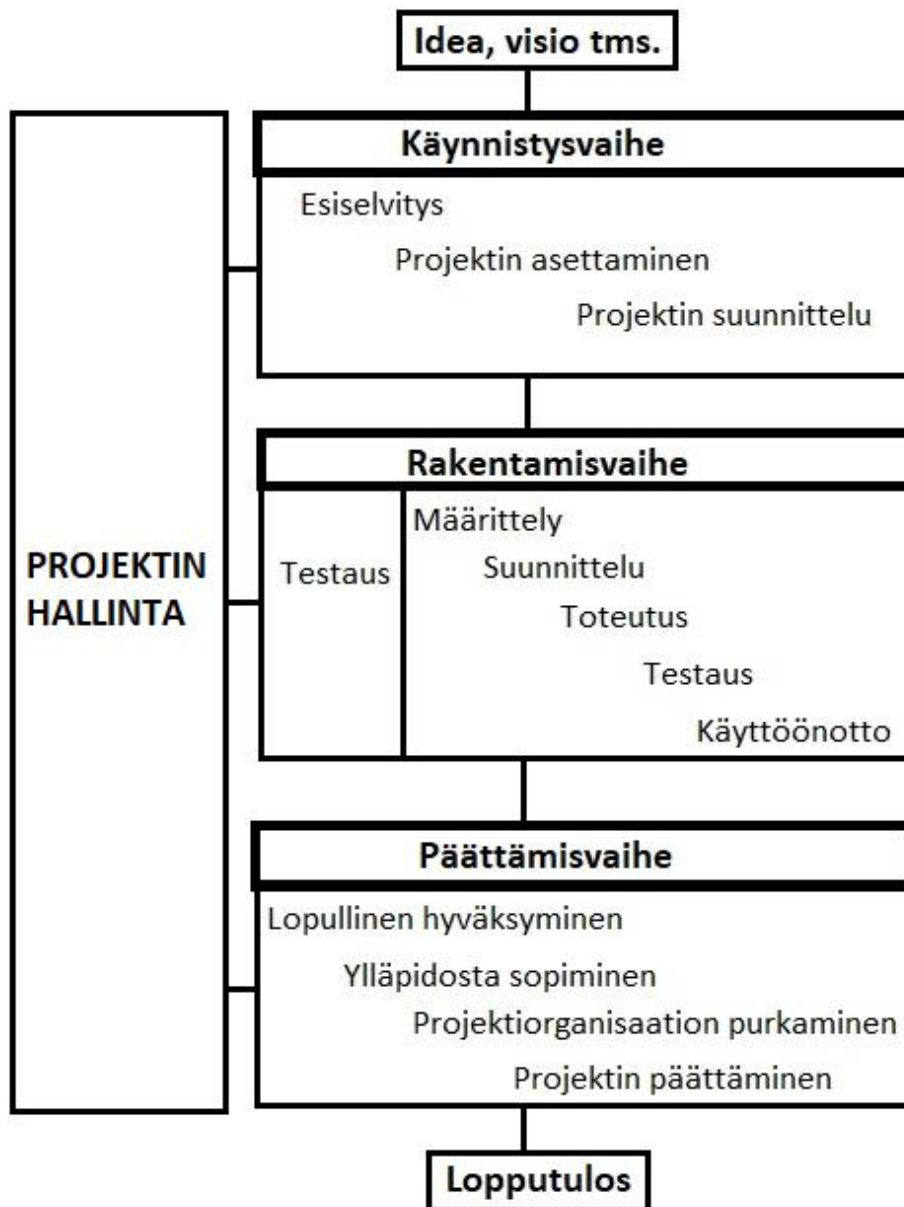 Idea, visio tms.
Käynnistysvaihe
Esiselvitys
Projektin asettaminen
Projektin suunnittelu
PROJEKTIN
HALLINTA
Rakentamisvaihe
Testaus
Määrittely
Suunnittelu
Toteutus
Testaus
Käyttöönotto
Päättämisvaihe
Lopullinen hyväksyminen
Ylläpidosta sopiminen
Projektiorganisaation purkaminen
Projektin päättäminen
Lopputulos